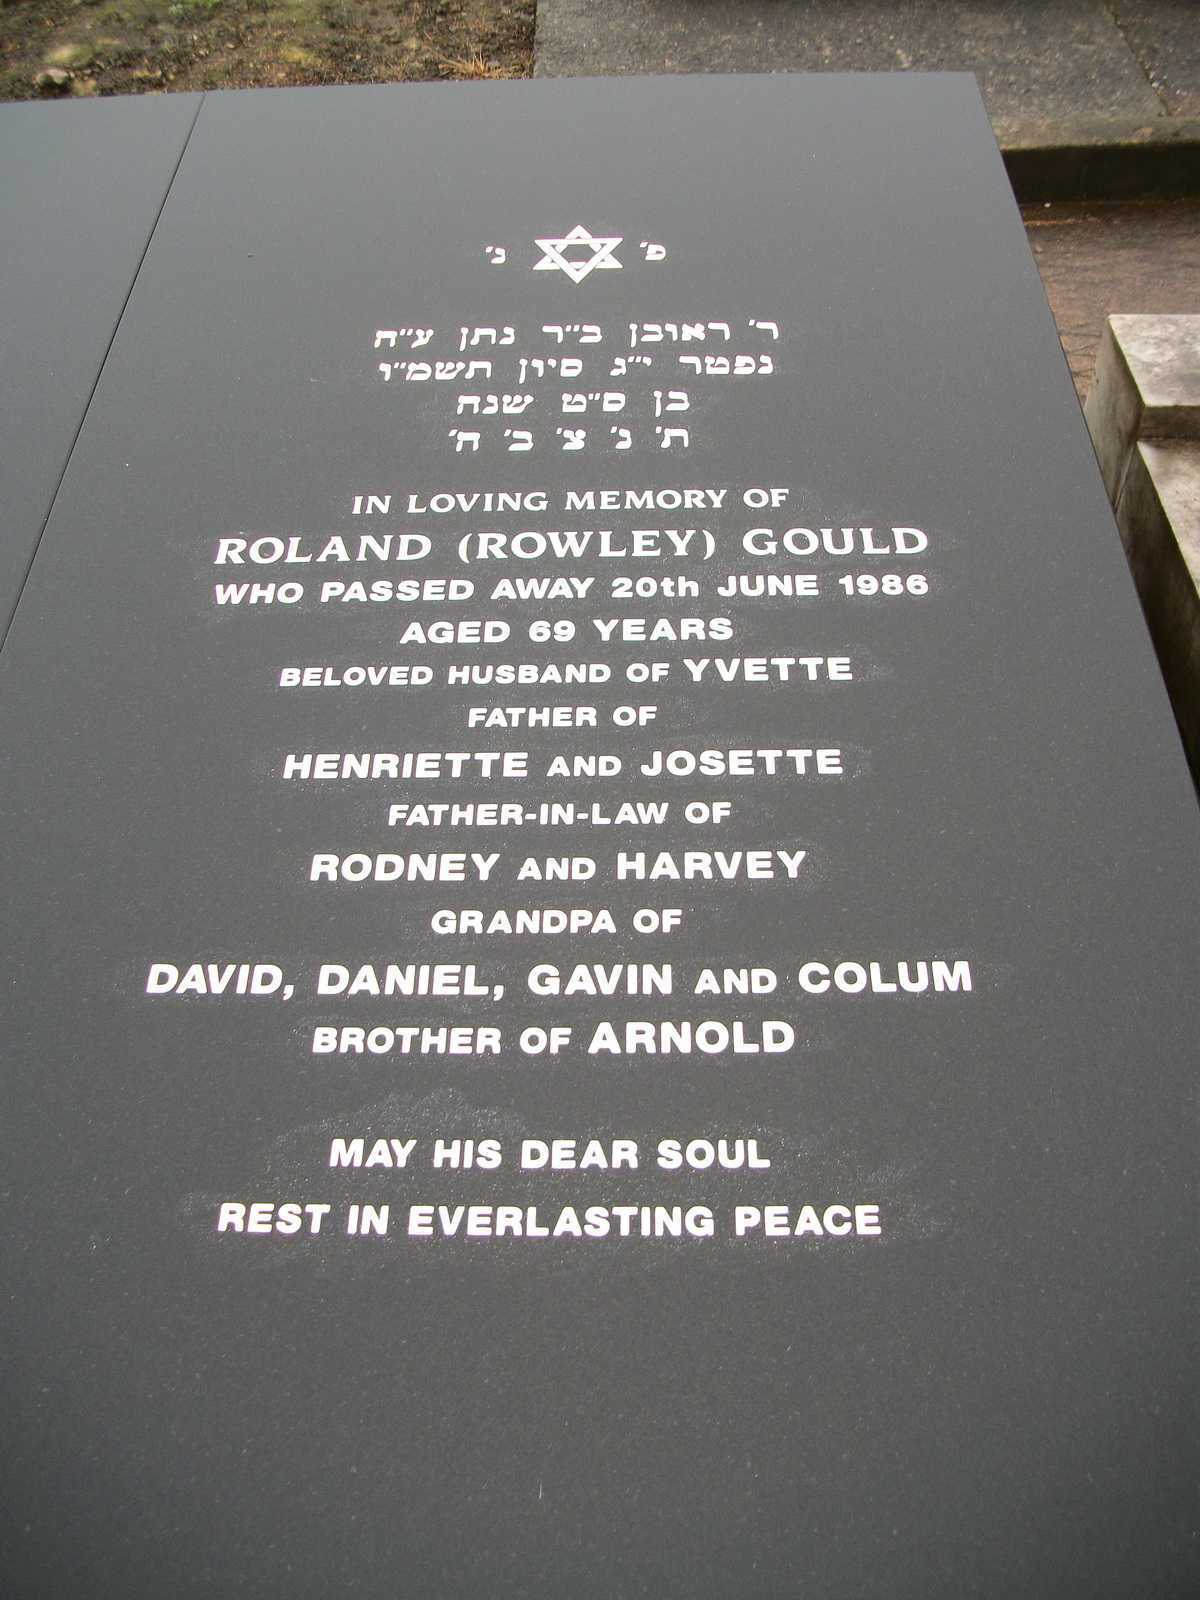 פ׳ נ׳
ר׳ ראובן ב״ר נתן ע״ה
נפטר י״ג סיון תשמ״ו
בן ס״ט שנה
ת׳ נ׳ צ׳ ב׳ ה׳
IN LOVING MEMORY OF
ROLAND (ROWLEY) GOULD
WHO PASSED AWAY 20th JUNE 1986
AGED 69 YEARS
BELOVED HUSBAND OF YVETTE
FATHER OF
HENRIETTE AND JOSETTE
FATHER-IN-LAW OF
RODNEY AND HARVEY
GRANDPA OF
DAVID, DANIEL, GAVIN AND COLUM
BROTHER OF ARNOLD
MAY HIS DEAR SOUL
REST IN EVERLASTING PEACE